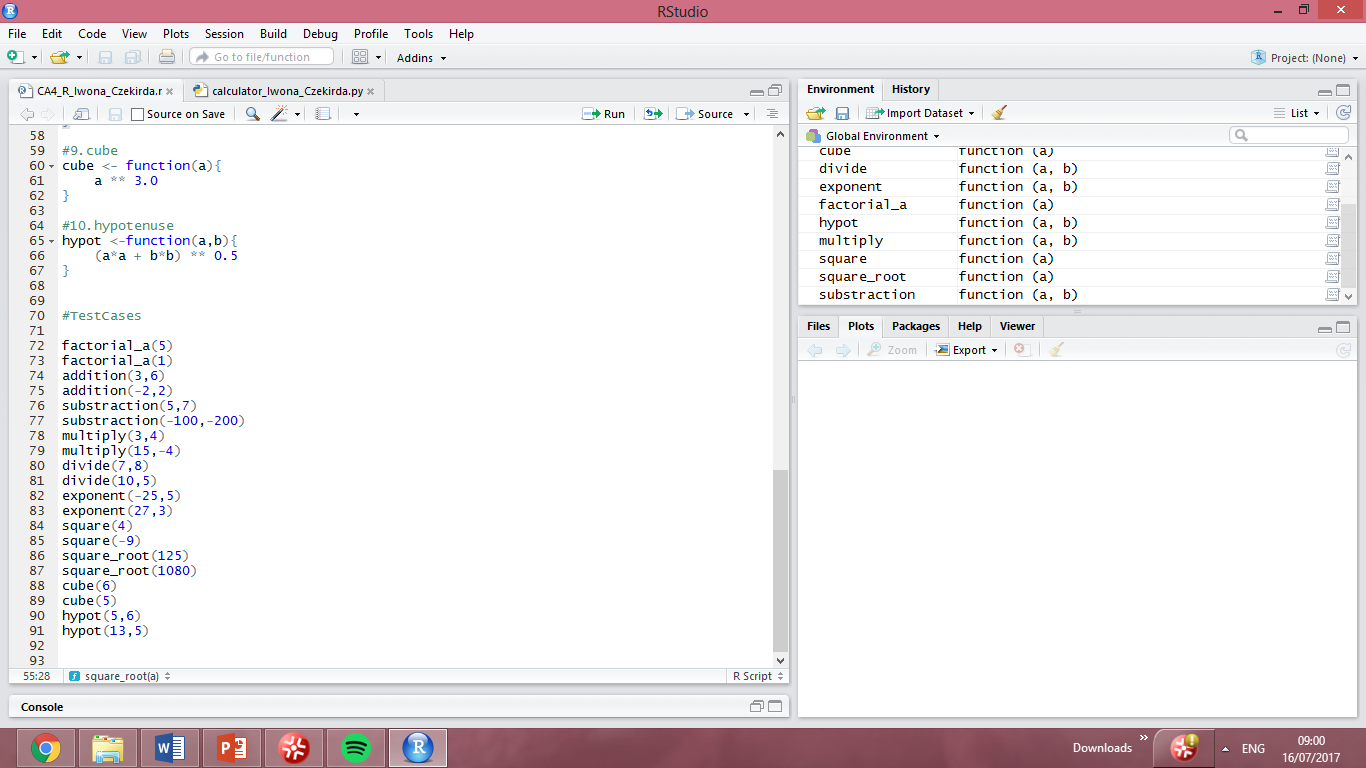 RStudio
File Edit Code View Plots Session Build Debug Profile Tools Help
Go to file/function Addins Project: (None)
CA4_R_Iwona_Czekirda.r calculator_Iwona_Czekirda.py
Source on Save Run Source
58 }
59 #9.cube
60 cube <- function(a){
61 a ** 3.0
62 }
63
64 #10.hypotenuse
65 hypot <-function(a,b){
66 (a*a + b*b) ** 0.5
67 }
68
69
70 #TestCases
71
72 factorial_a(5)
73 factorial_a(1)
74 addition(3,6)
75 addition(-2,2)
76 substraction(5,7)
77 substraction(-100,-200)
78 multiply(3,4)
79 multiply(15,-4)
80 divide(7,8)
81 divide(10,5)
82 exponent(-25,5)
83 exponent(27,3)
84 square(4)
85 square(-9)
86 square_root(125)
87 square_root(1080)
88 cube(6)
89 cube(5)
90 hypot(5,6)
91 hypot(13,5)
92
93
55:28 square_root(a) R Script
Console
Environment History
Import Dataset List
Global Environment
cube function (a)
divide function (a, b)
exponent function (a, b)
factorial_a function (a)
hypot function (a, b)
multiply function (a, b)
square function (a)
square_root function (a)
substraction function (a, b)
Files Plots Packages Help Viewer
Zoom Export
Downloads ENG 09:00
16/07/2017